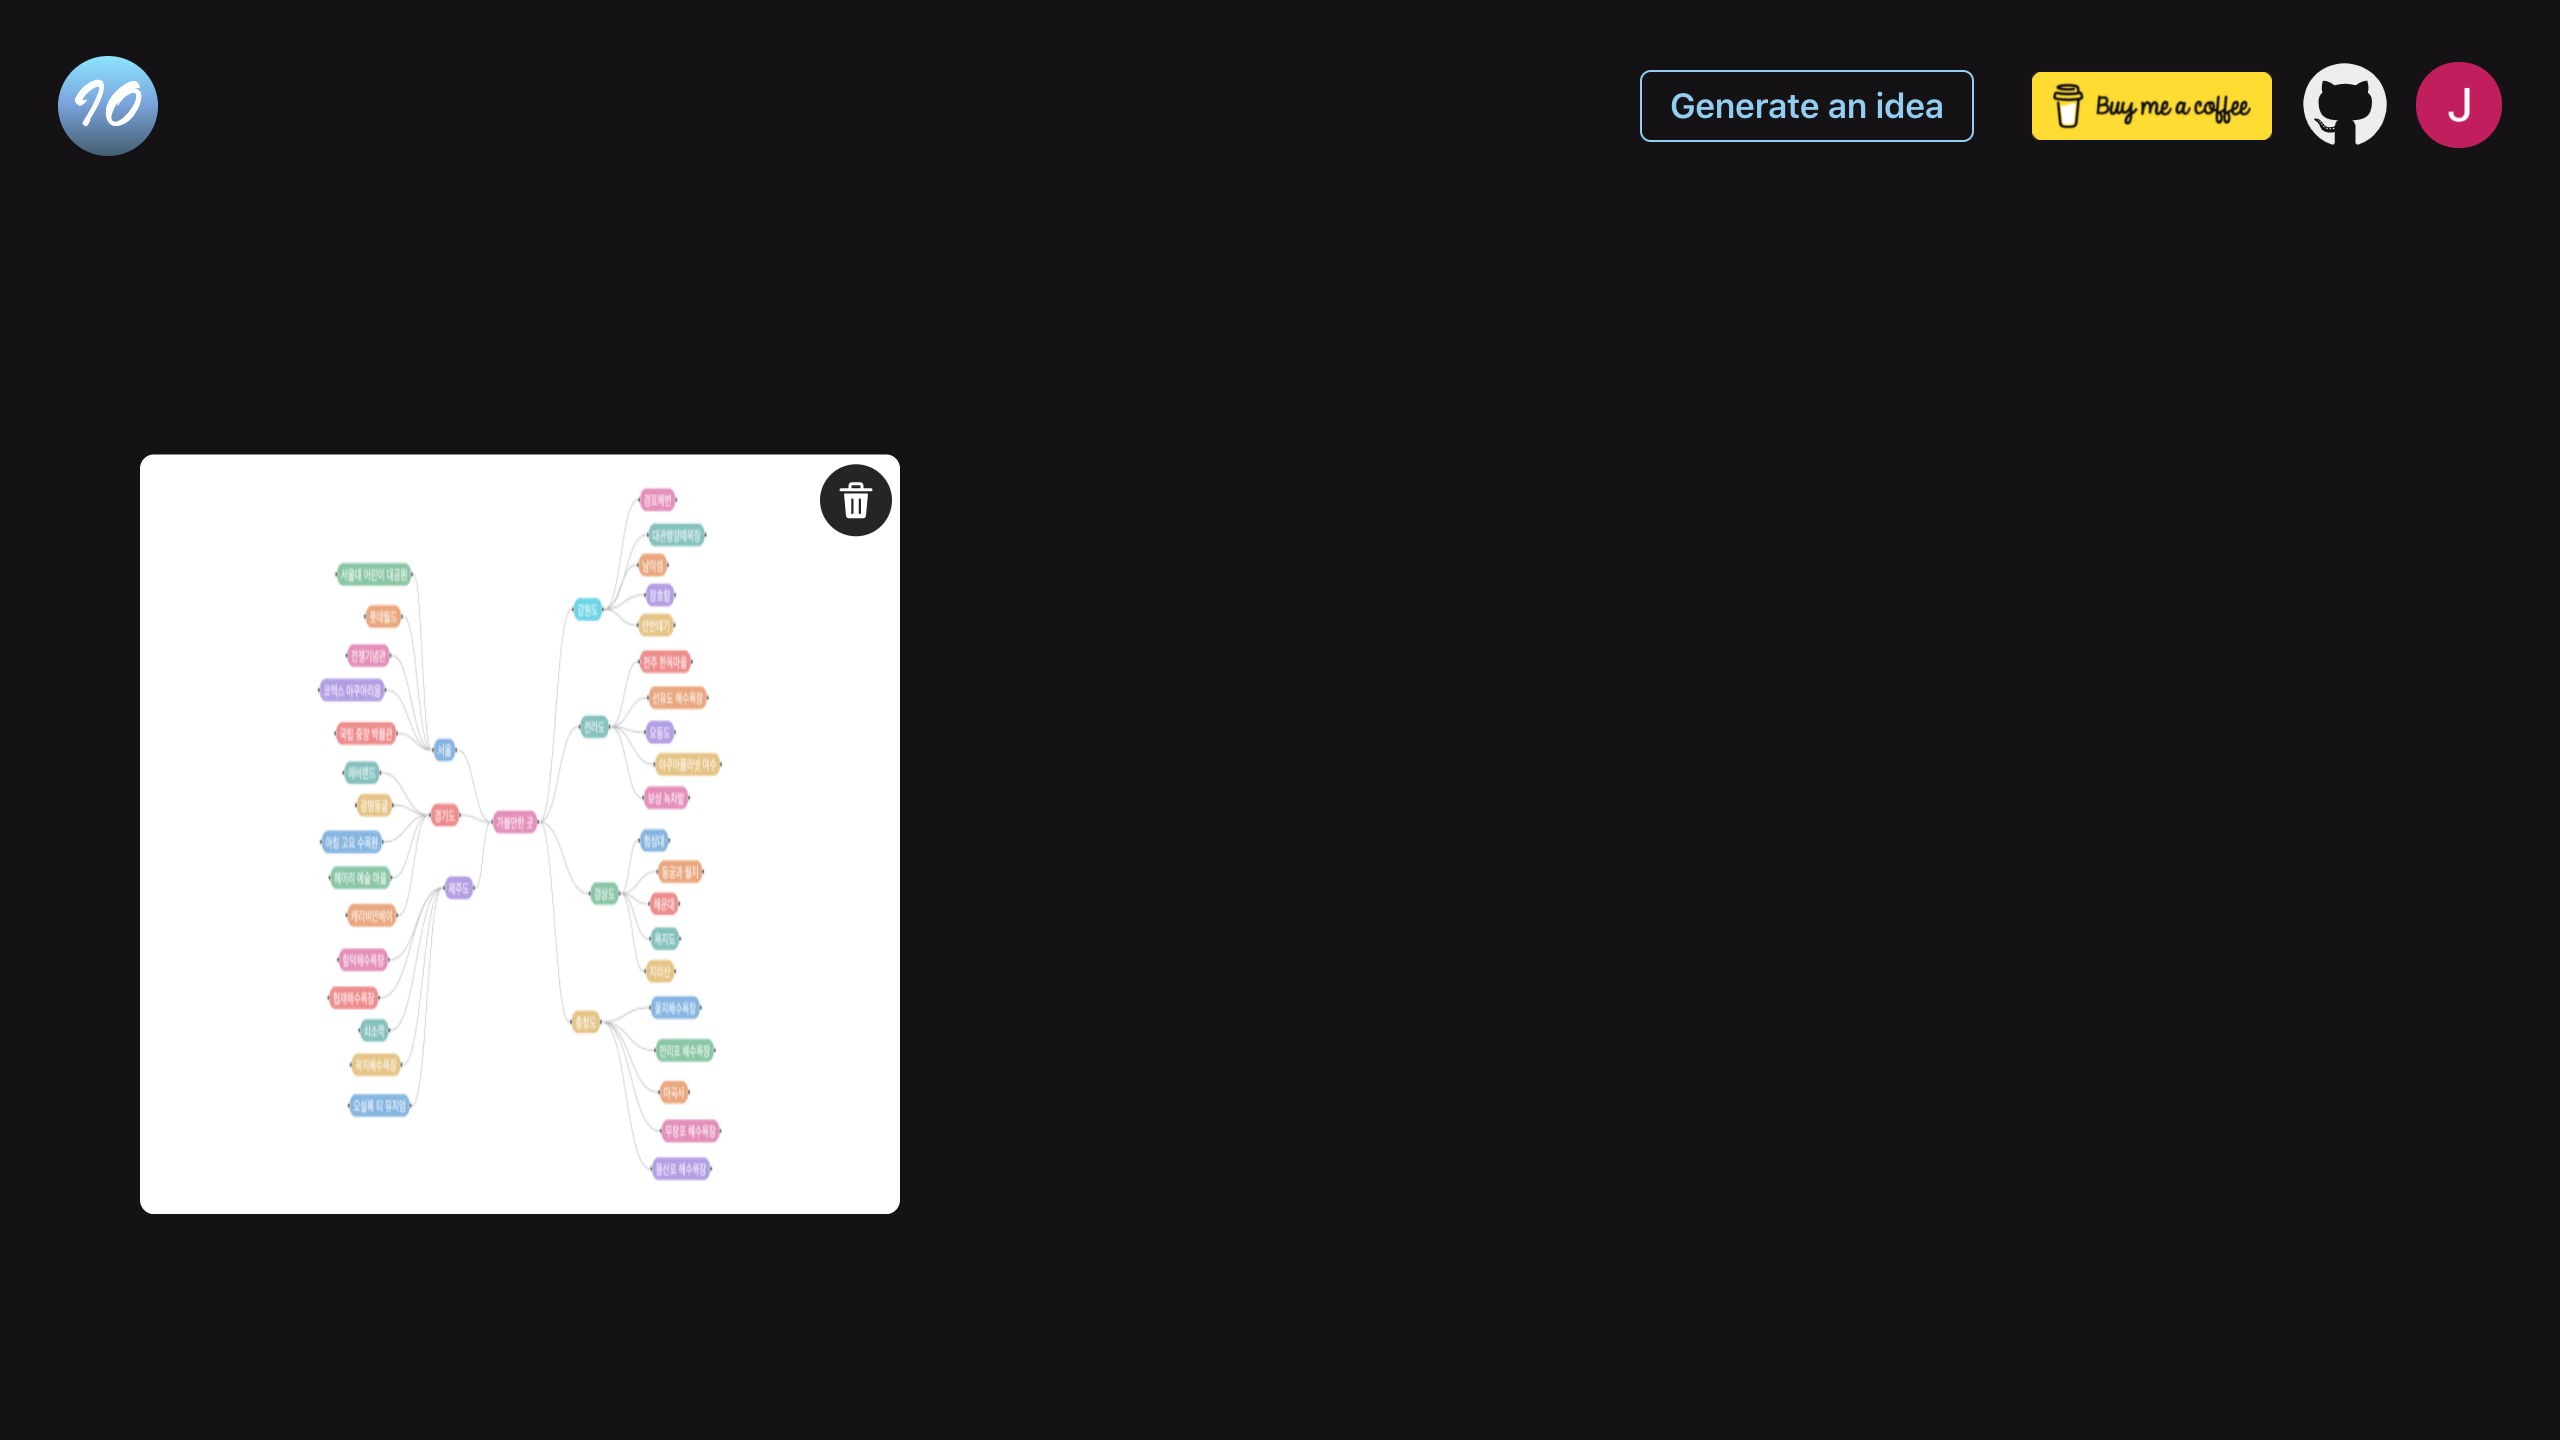 IO
Generate an idea
Buy me a coffee
J
경포해변
대관령양떼목장
남이섬
장호항
안반데기
강원도
전주 한옥마을
선유도 해수욕장
오동도
아쿠아플라넷 여수
보성 녹차밭
전라도
첨성대
동궁과 월지
해운대
욕지도
지리산
경상도
꽃지해수욕장
만리포 해수욕장
마곡사
무창포 해수욕장
몽산포 해수욕장
충청도
가볼만한 곳
서울대 어린이 대공원
롯데월드
전쟁기념관
코엑스 아쿠아리움
국립 중앙 박물관
서울
에버랜드
광명동굴
아침 고요 수목원
헤이리 예술 마을
캐리비안베이
경기도
함덕해수욕장
협재해수욕장
쇠소깍
곽지해수욕장
오설록 티 뮤지엄
제주도